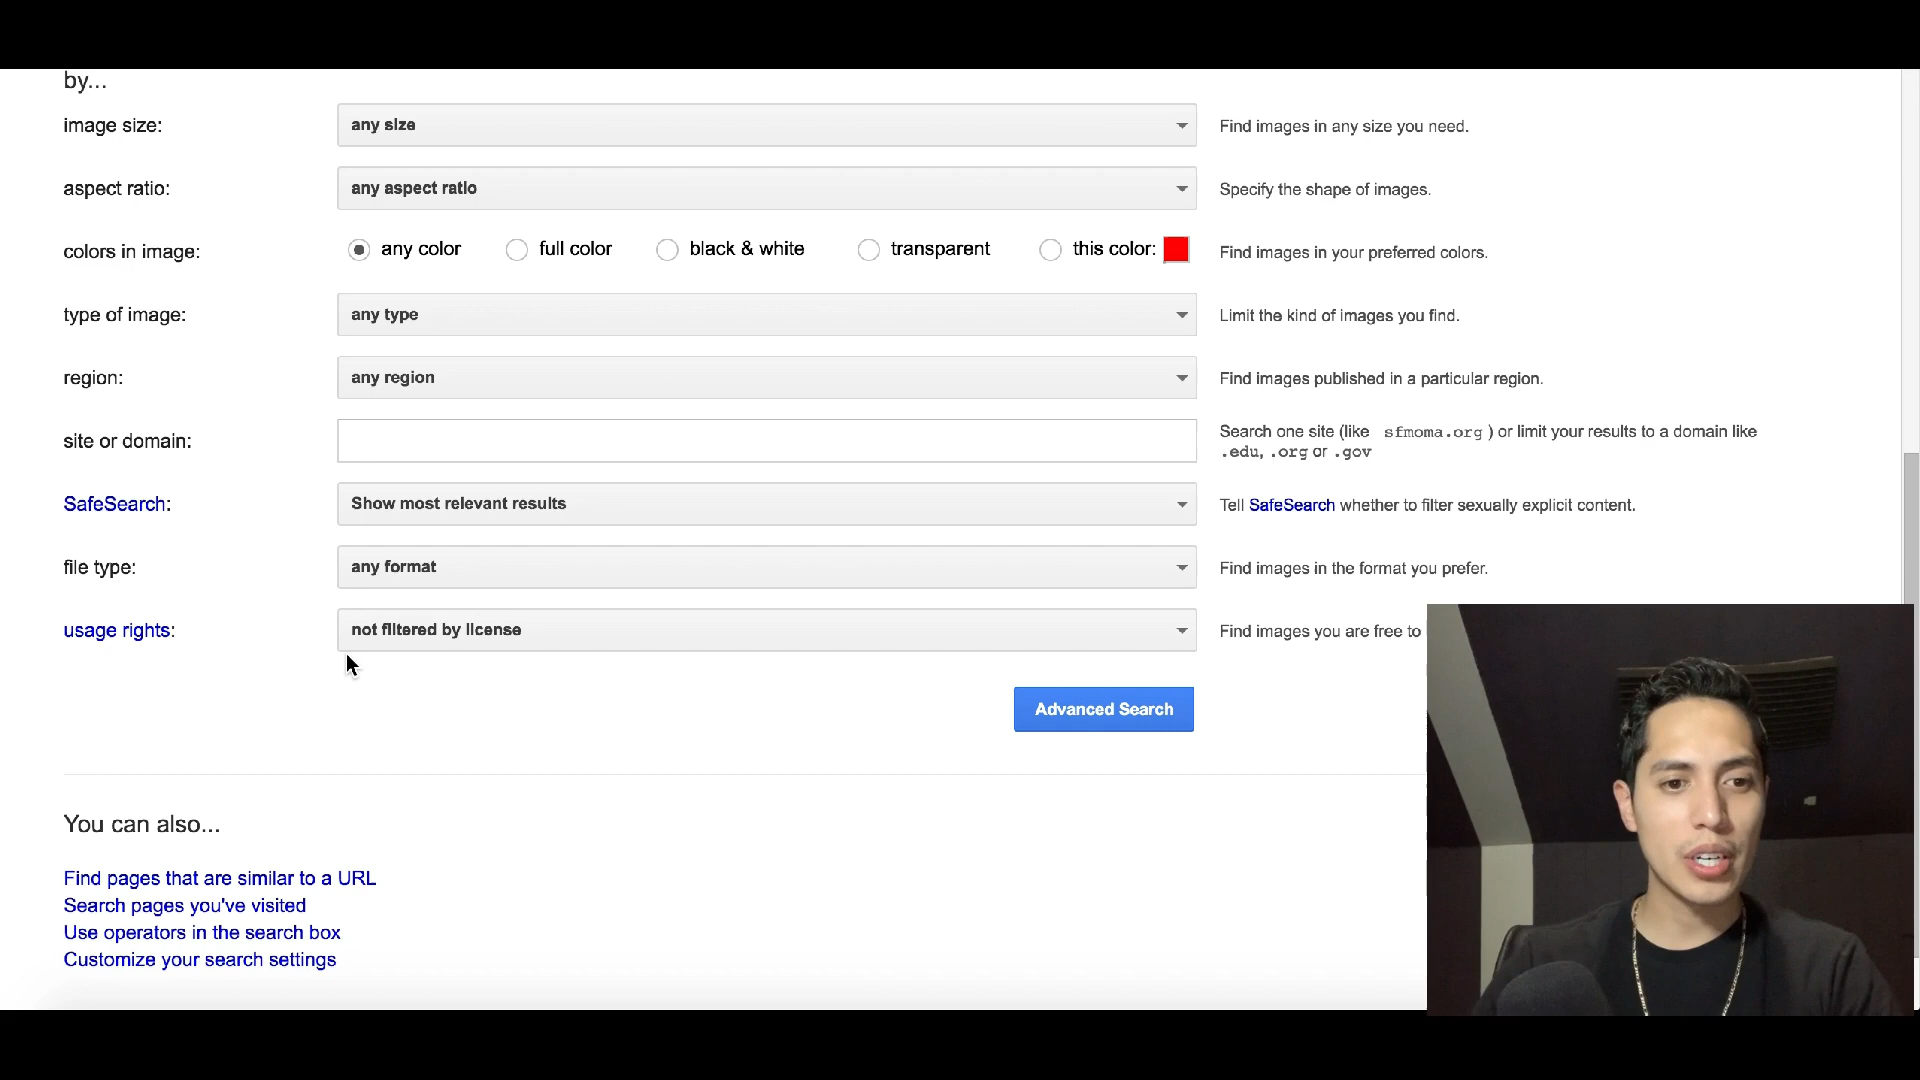 by...
image size: any size Find images in any size you need.
aspect ratio: any aspect ratio Specify the shape of images.
colors in image: any color full color black & white transparent this color: Find images in your preferred colors.
type of image: any type Limit the kind of images you find.
region: any region Find images published in a particular region.
site or domain: Search one site (like sfmoma.org ) or limit your results to a domain like
.edu, .org or .gov
SafeSearch: Show most relevant results Tell SafeSearch whether to filter sexually explicit content.
file type: any format Find images in the format you prefer.
usage rights: not filtered by license Find images you are free to
Advanced Search
You can also...
Find pages that are similar to a URL
Search pages you've visited
Use operators in the search box
Customize your search settings